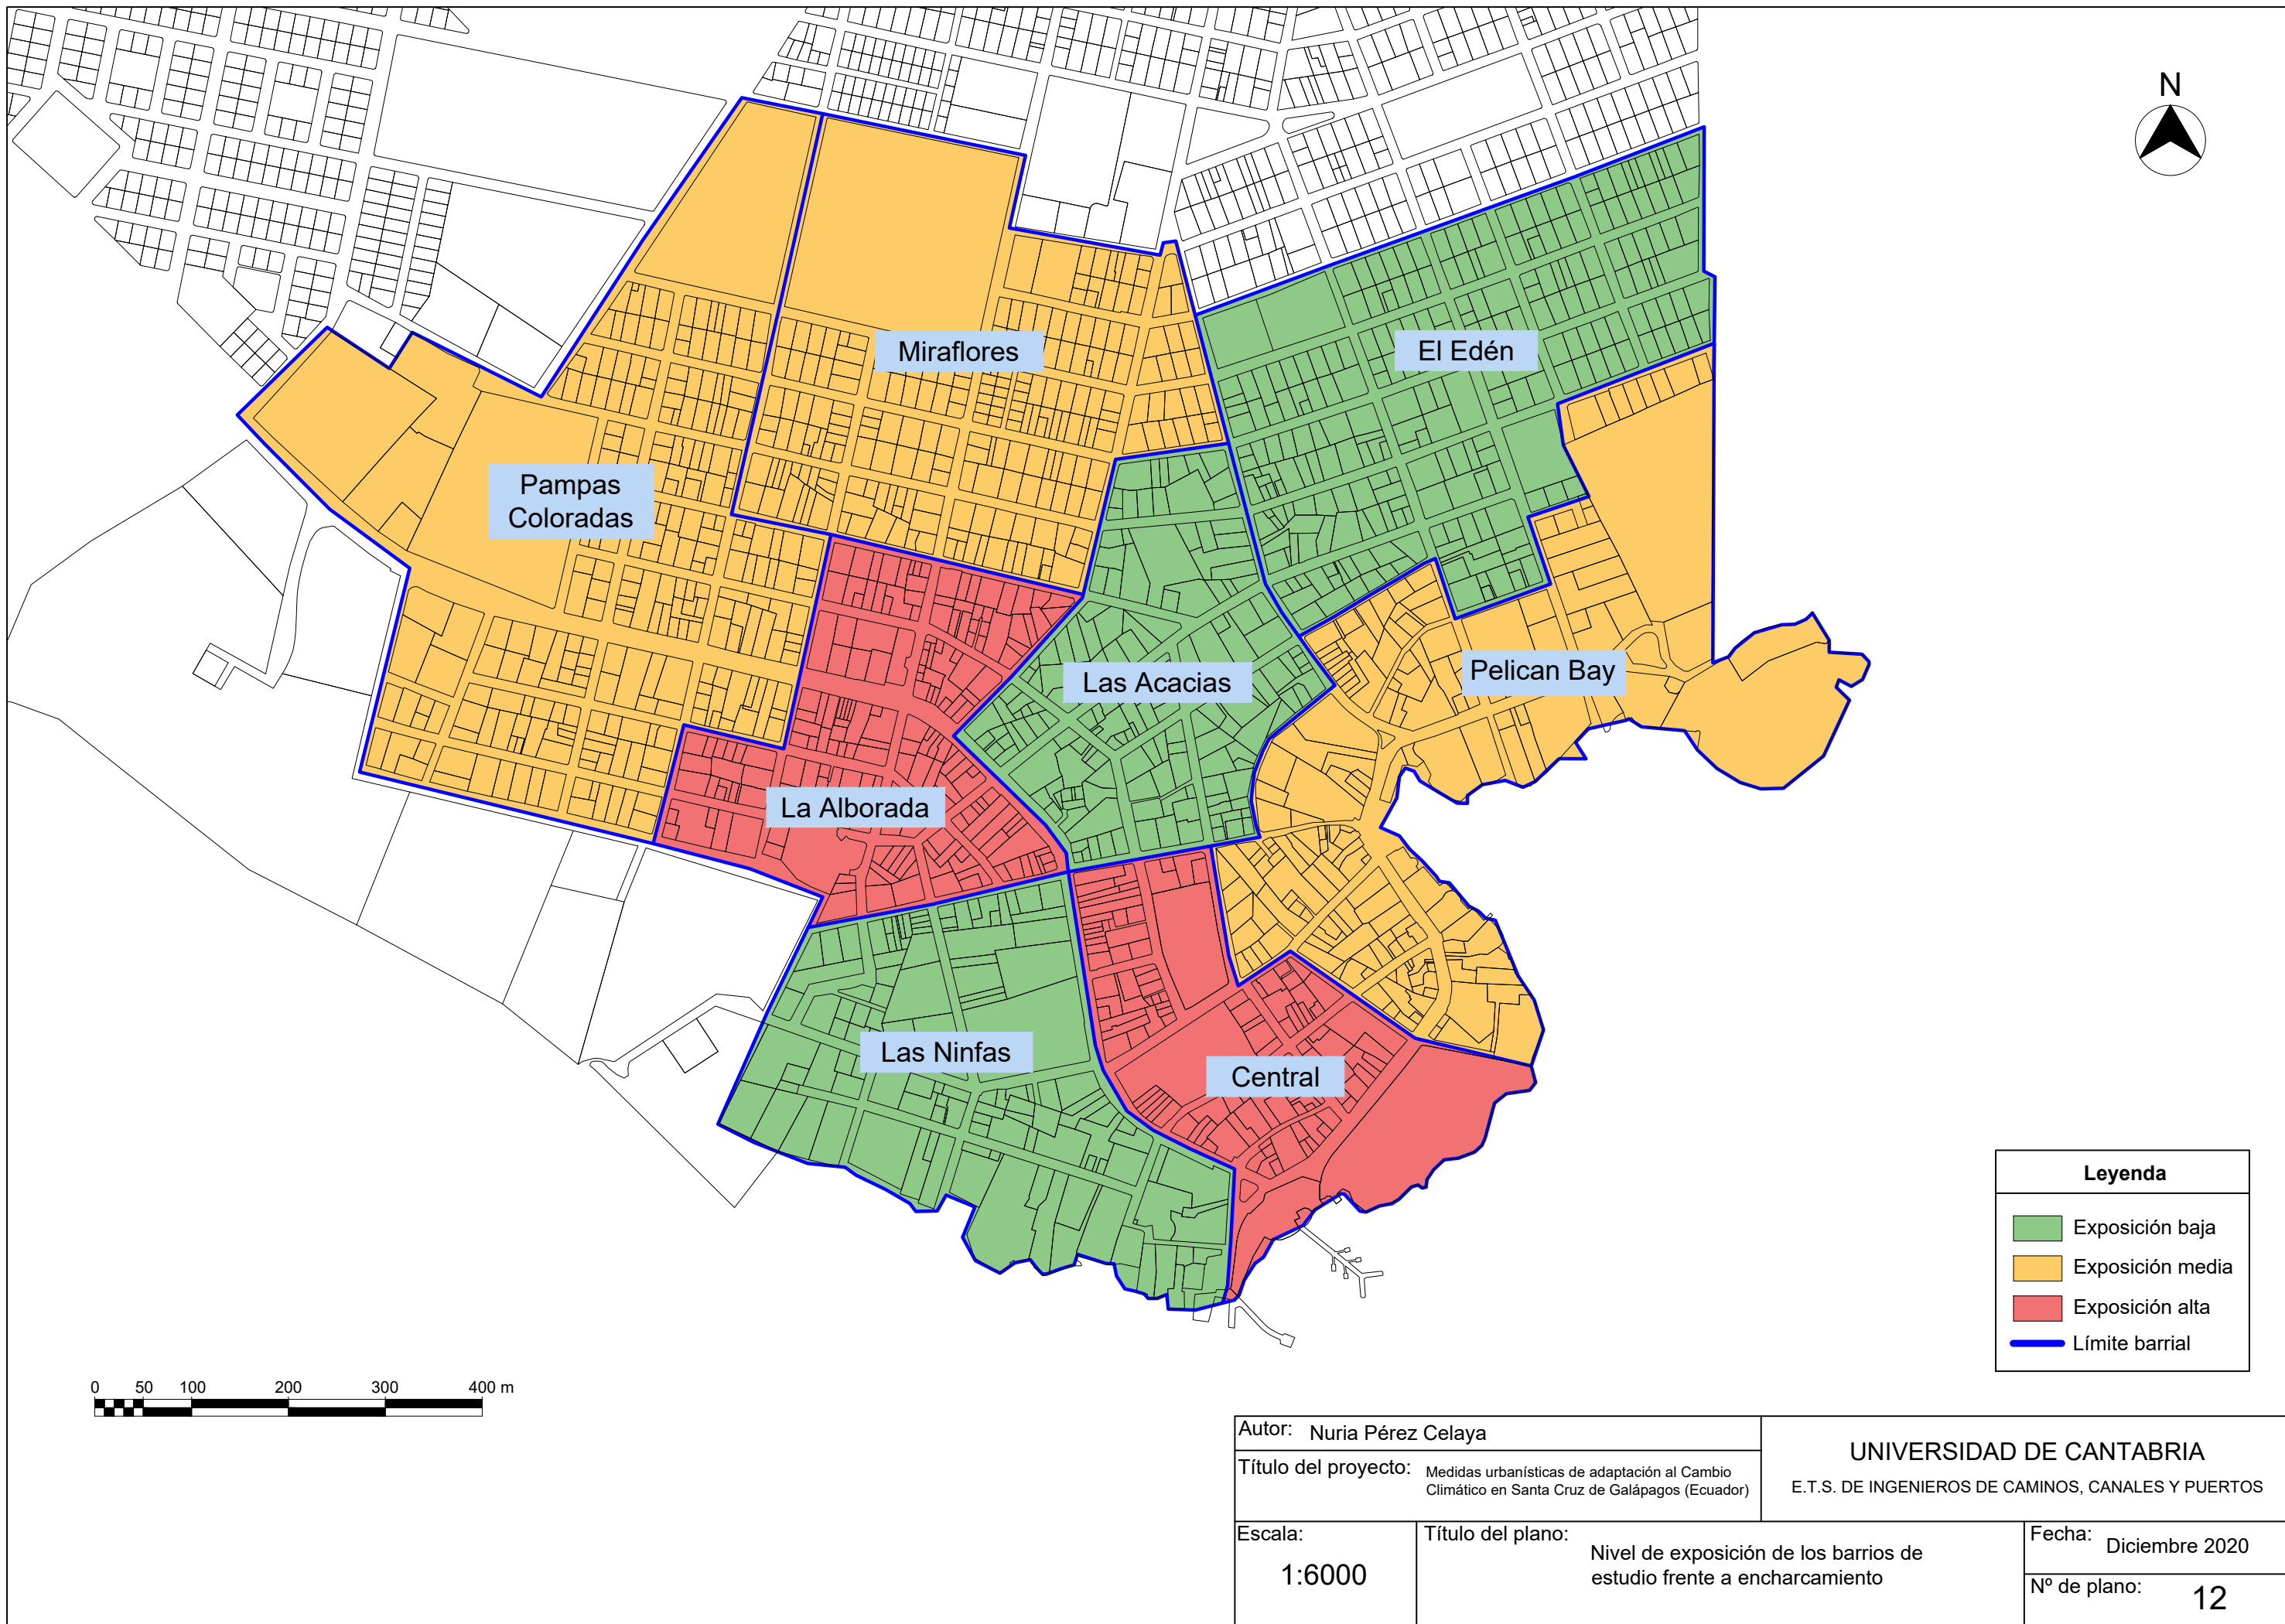 N
Miraflores
El Edén
Pampas
Coloradas
Las Acacias
Pelican Bay
La Alborada
Las Ninfas
Central
Leyenda
Exposición baja
Exposición media
Exposición alta
Límite barrial
0 50 100 200 300 400 m
Autor: Nuria Pérez Celaya
Título del proyecto: Medidas urbanísticas de adaptación al Cambio
Climático en Santa Cruz de Galápagos (Ecuador)
UNIVERSIDAD DE CANTABRIA
E.T.S. DE INGENIEROS DE CAMINOS, CANALES Y PUERTOS
Escala:
1:6000
Título del plano:
Nivel de exposición de los barrios de
estudio frente a encharcamiento
Fecha: Diciembre 2020
Nº de plano: 12